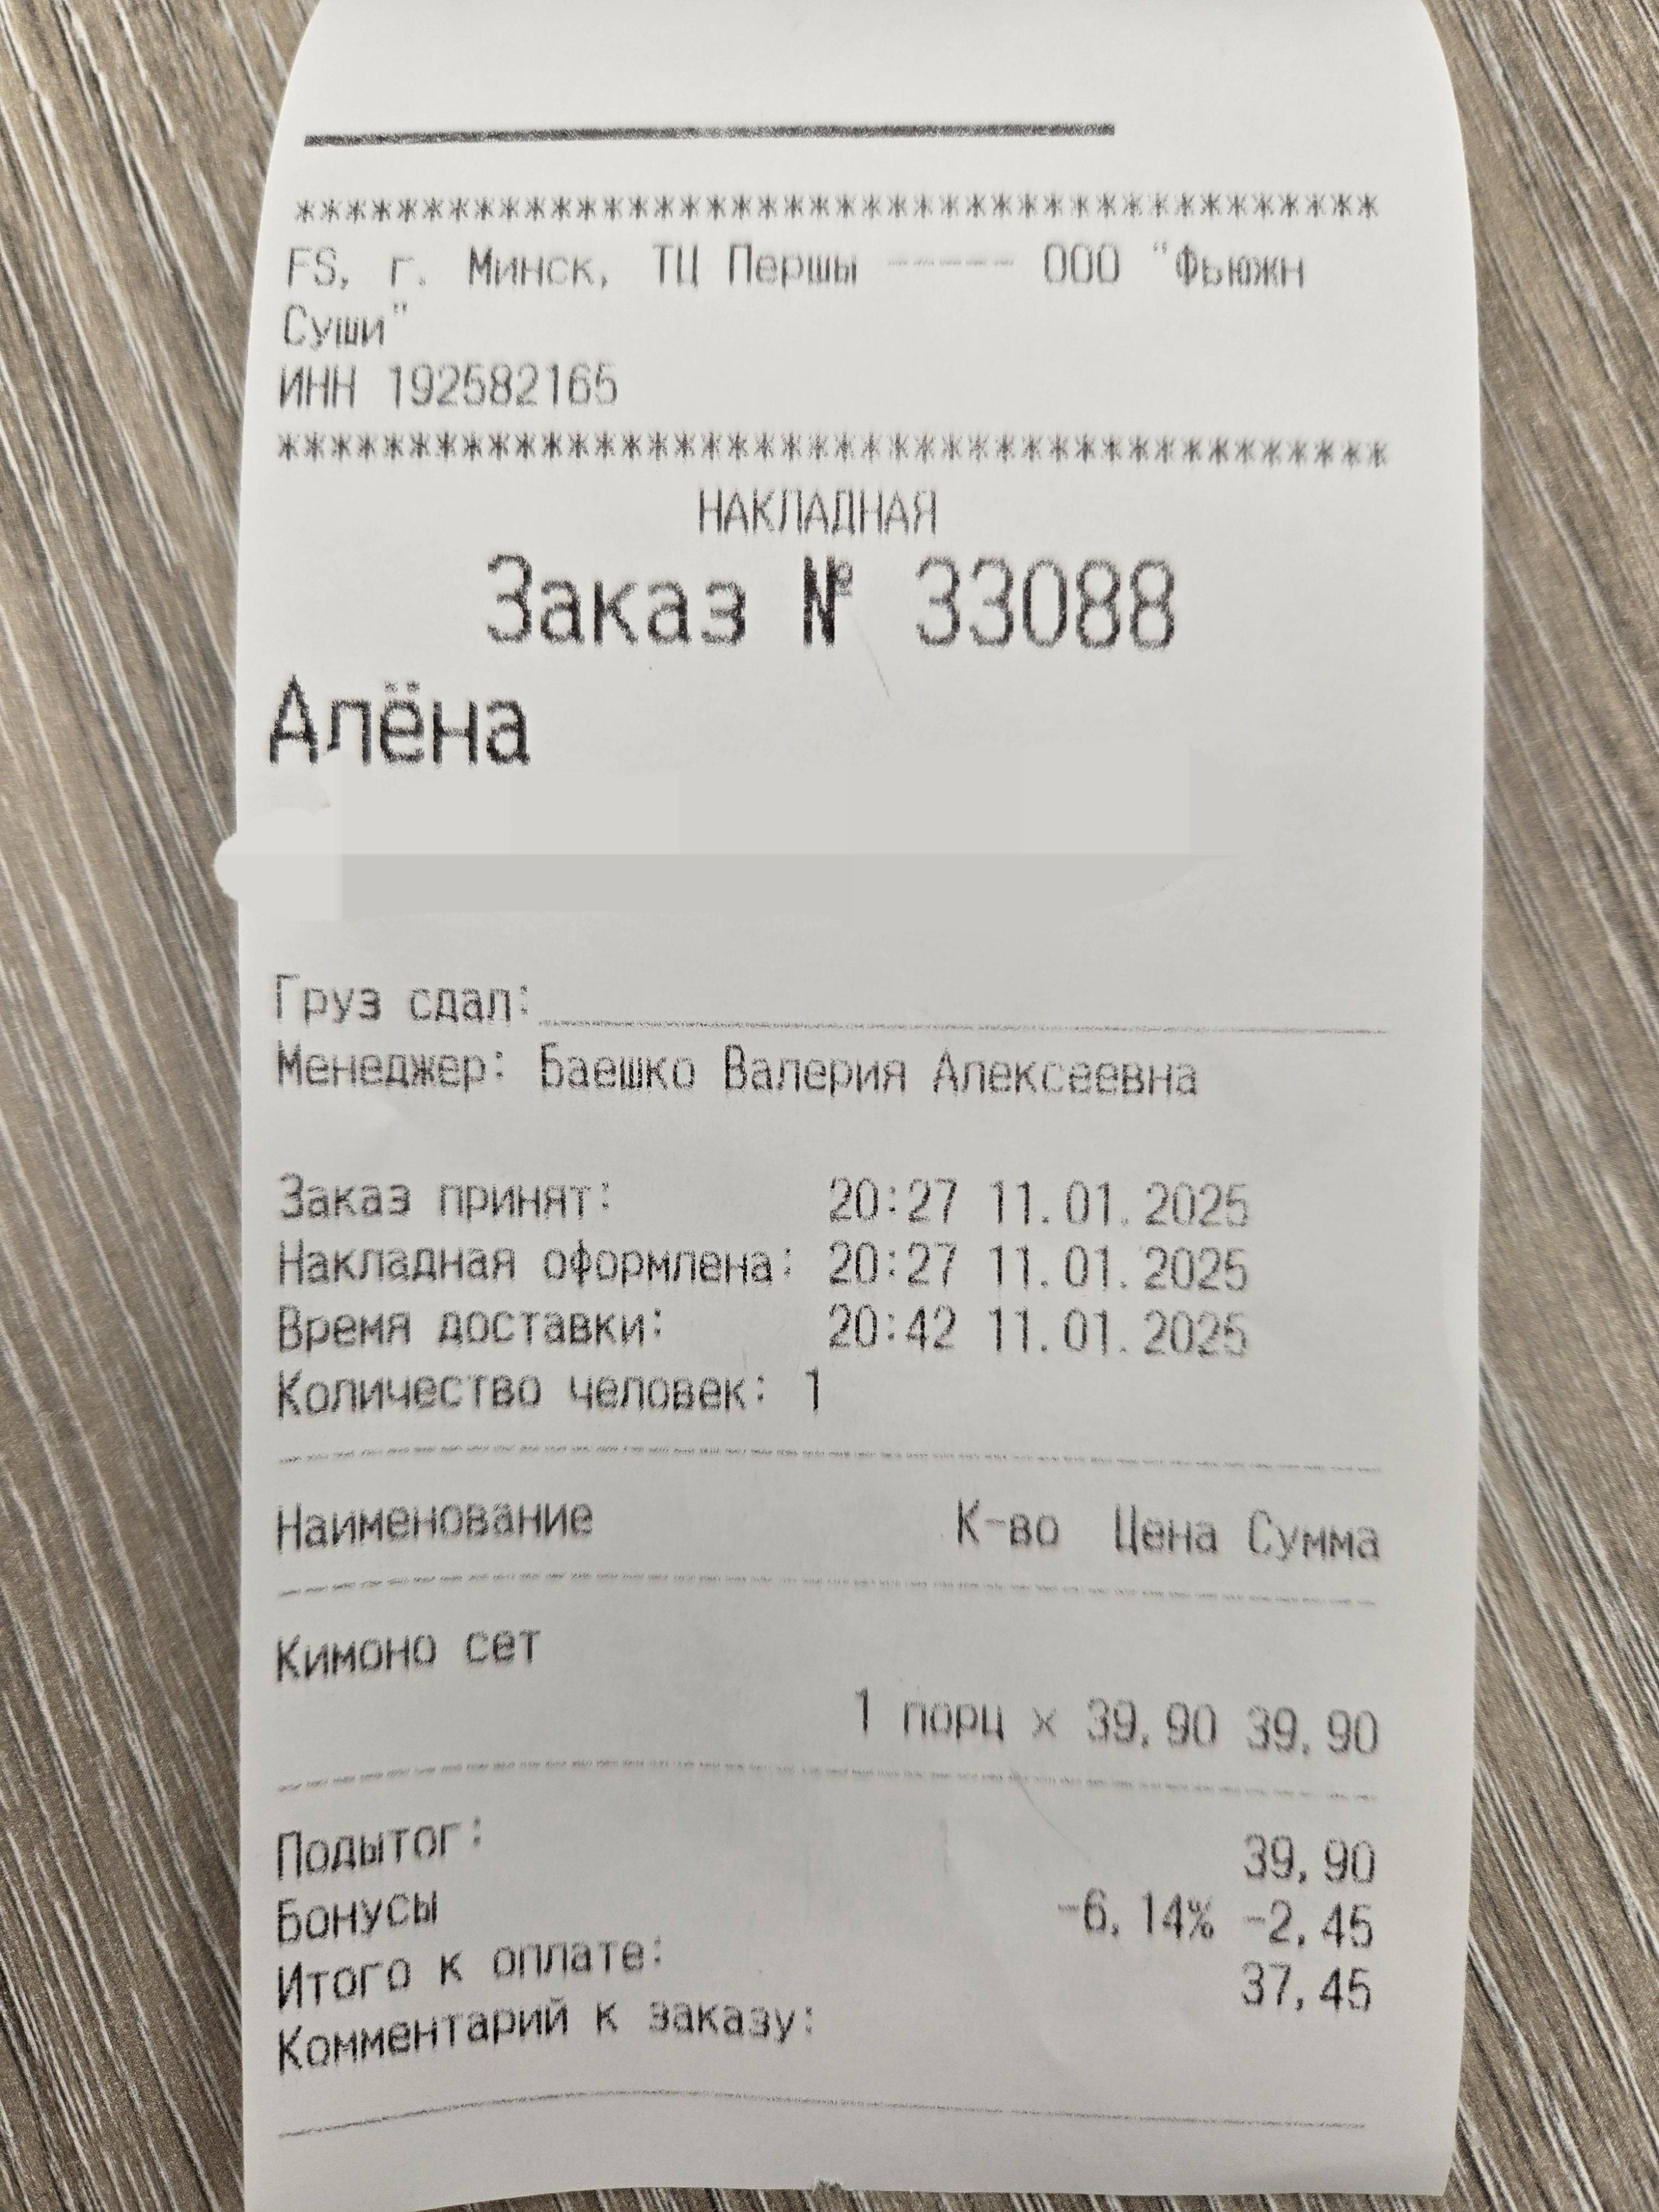 ****************************************** 
FS, г. Минск, ТЦ Першы ----- ООО "Фьюжн
Суши"
ИНН 192582165
******************************************
НАКЛАДНАЯ
Заказ № 33088
Алёна
Груз сдал:
Менеджер: Баешко Валерия Алексеевна
Заказ принят: 20:27 11.01.2025
Накладная оформлена: 20:27 11.01.2025
Время доставки: 20:42 11.01.2025
Количество человек: 1
Наименование К-во Цена Сумма
Кимоно сет
1 порц x 39,90 39,90
Подытог: 39,90
Бонусы -6,14% -2,45
Итого к оплате: 37,45
Комментарий к заказу: